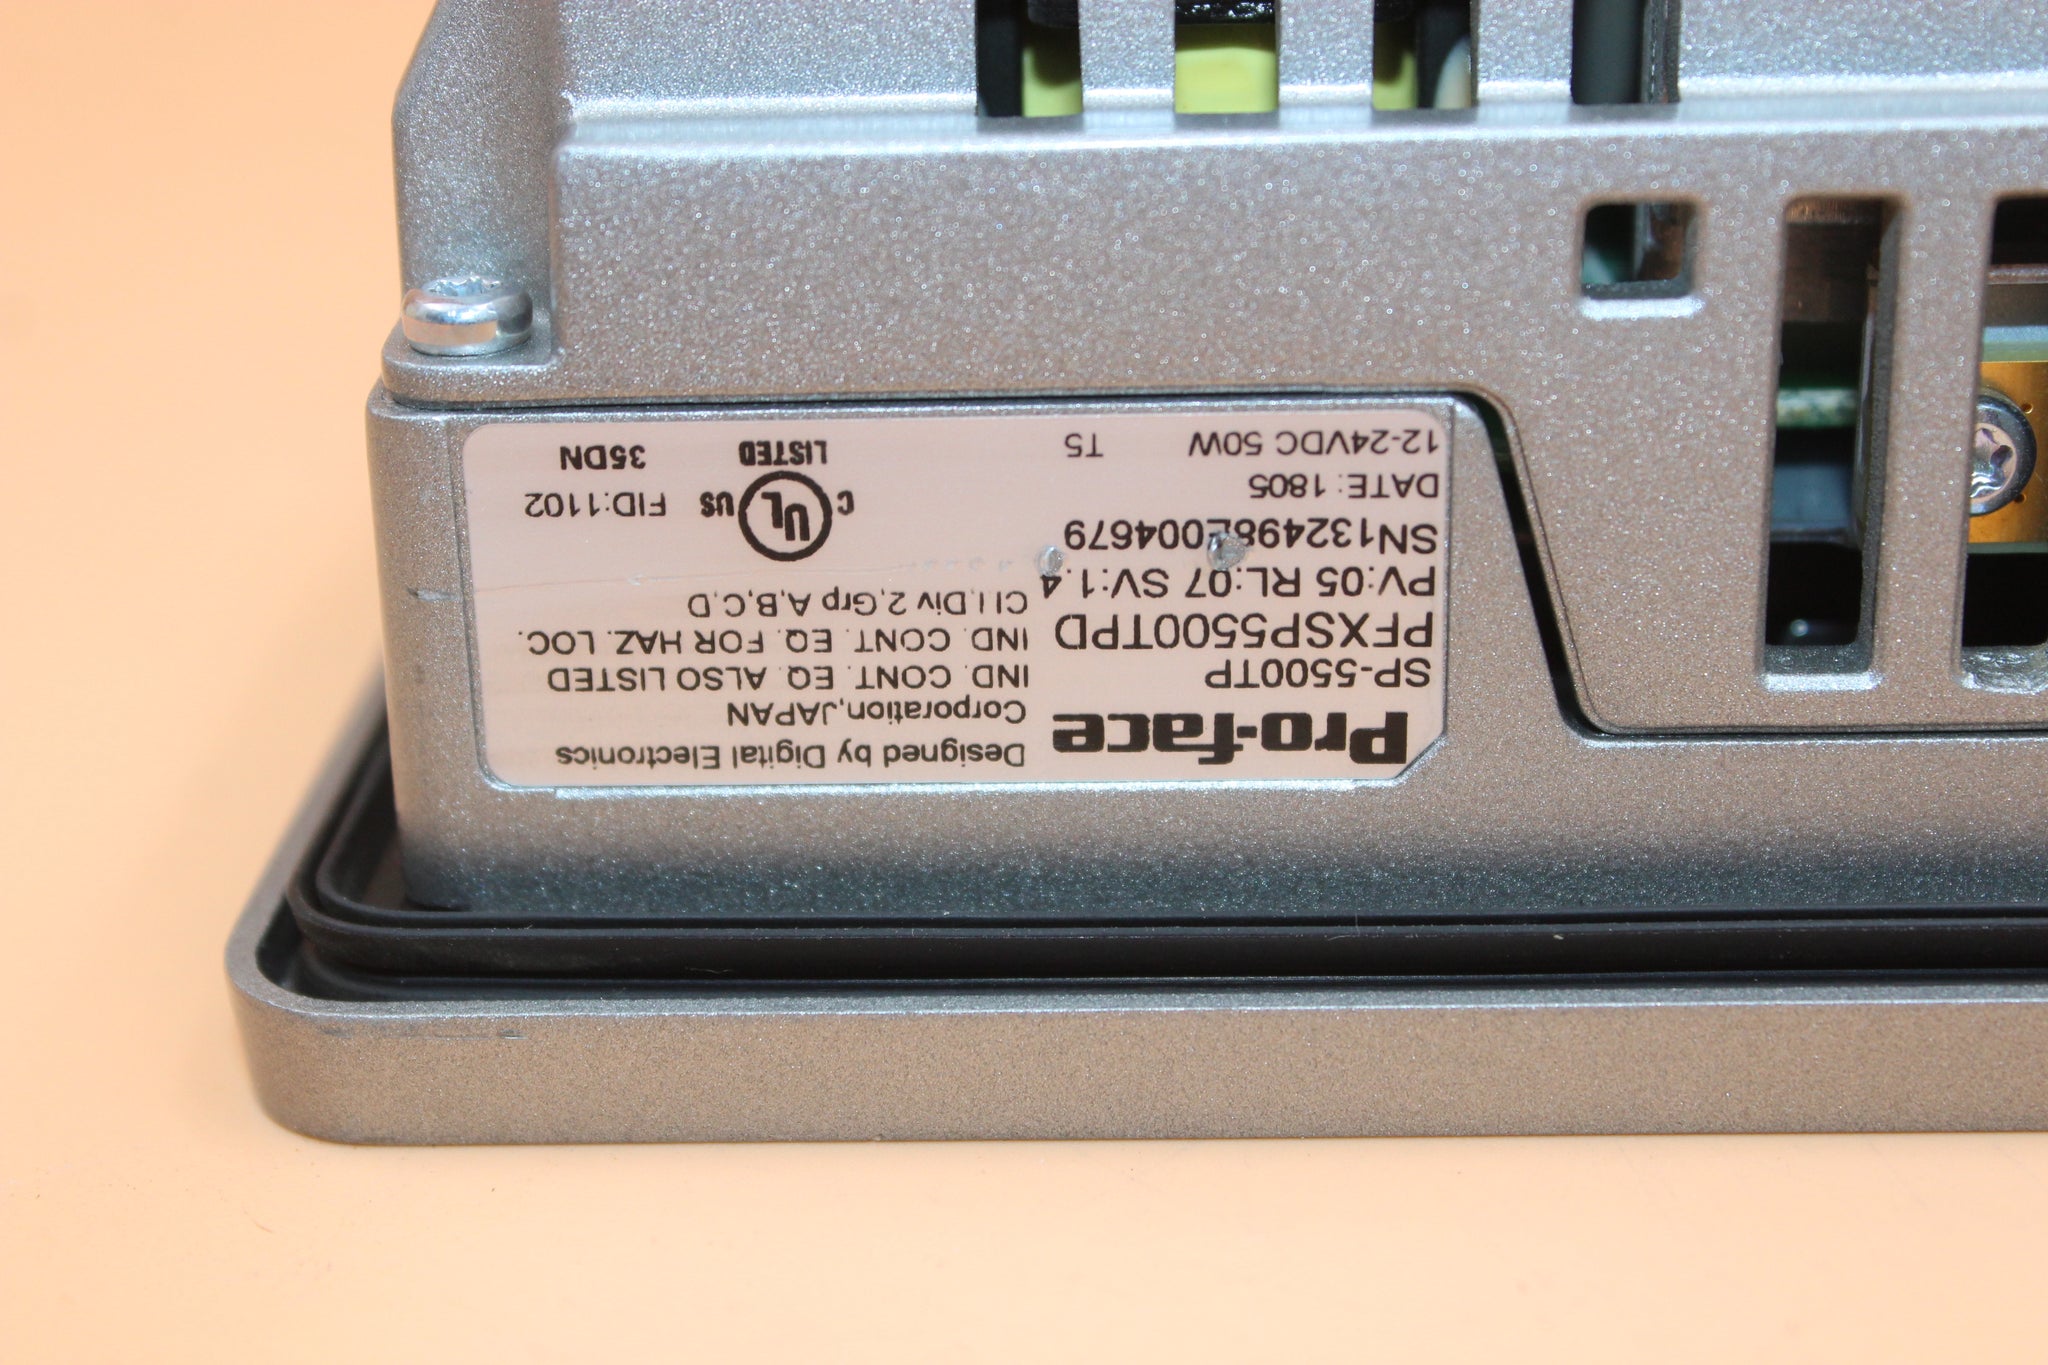 Pro-face
SP-5500TP
PFXSP5500TPD
PV:05 RL:07 SV:1.4
DATE: 1805
12-24VDC 50W T5
Designed by Digital Electronics
Corporation,JAPAN
IND. CONT. EQ. ALSO LISTED
IND. CONT. EQ. FOR HAZ. LOC.
Cl I,Div 2,Grp A,B,C,D
C UL US
LISTED
FID:1102
35DN